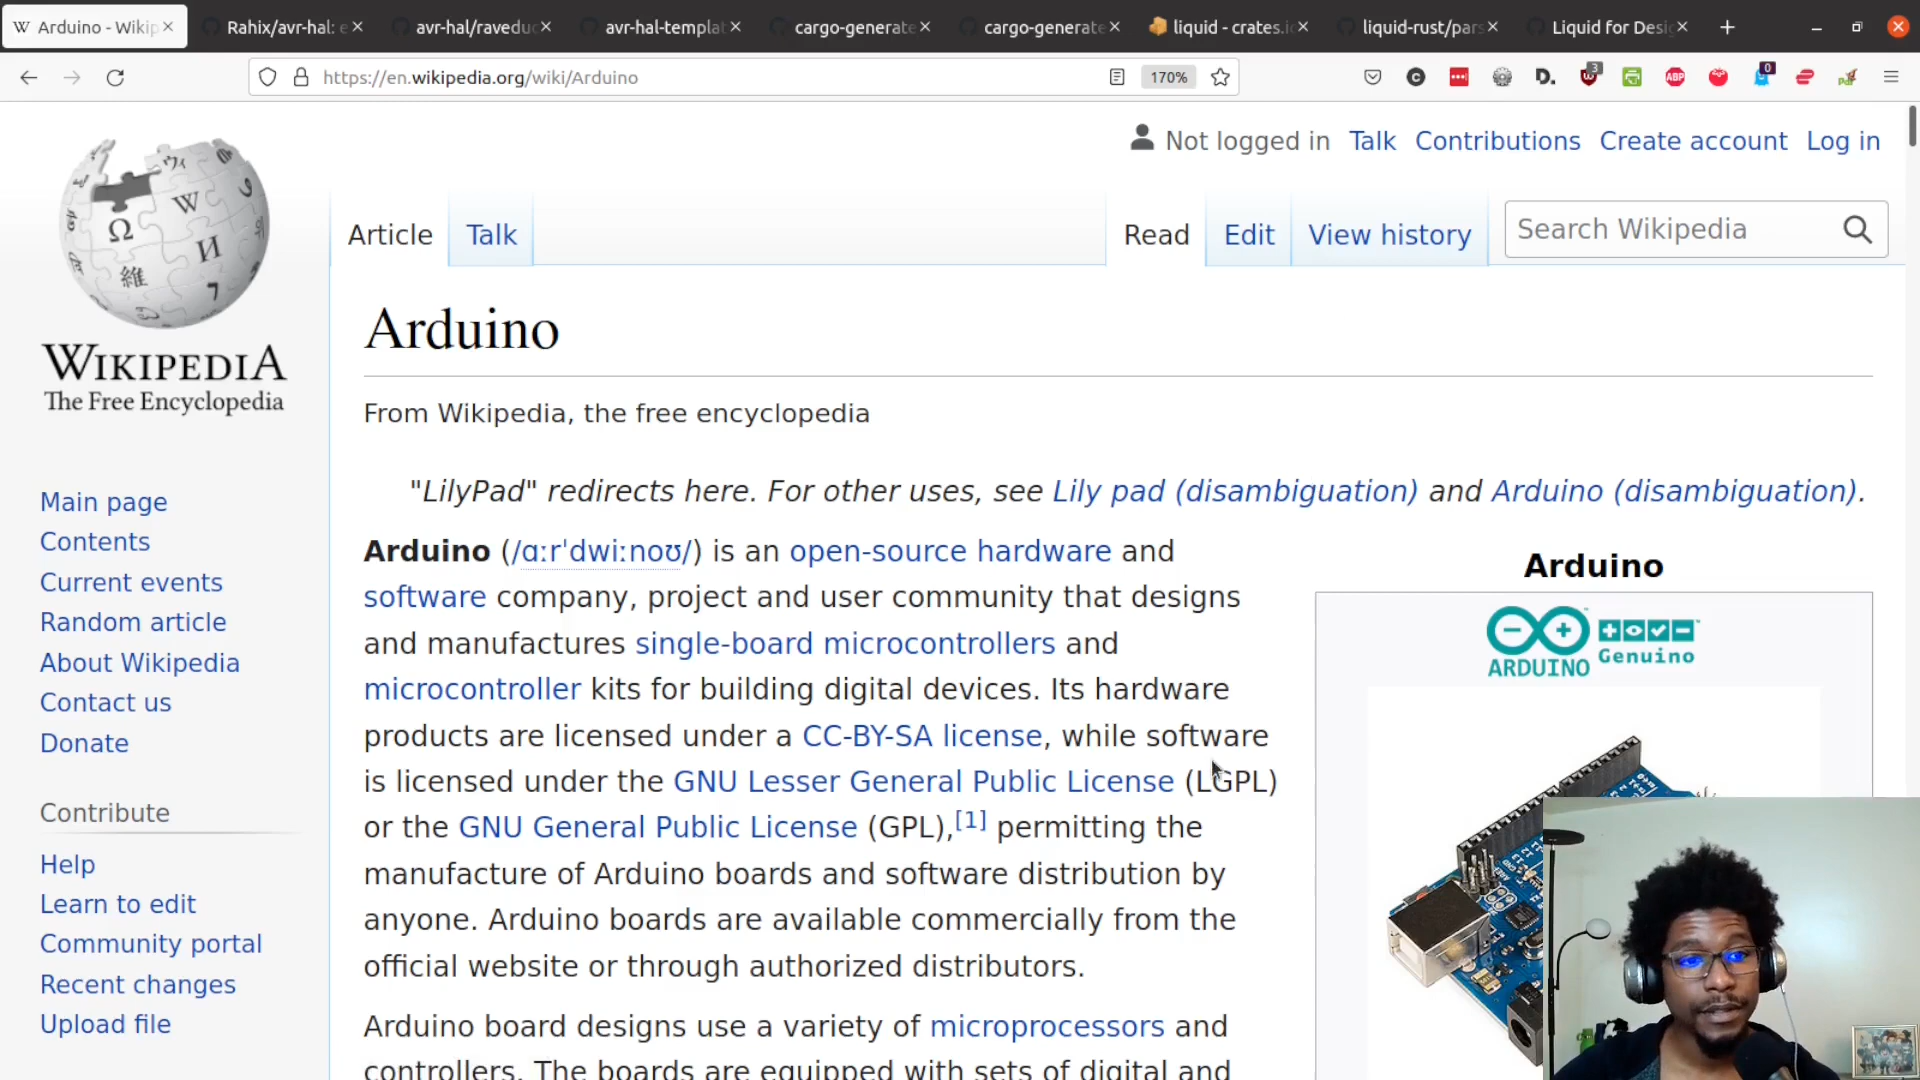 Arduino - Wikip
Rahix/avr-hal: e
avr-hal/raveduc
avr-hal-templat
cargo-generate
cargo-generate
liquid - crates.i
liquid-rust/pars
Liquid for Desi
https://en.wikipedia.org/wiki/Arduino
170%
3
0
ABP
Not logged in Talk Contributions Create account Log in
Article Talk Read Edit View history Search Wikipedia
WIKIPEDIA
The Free Encyclopedia
Main page
Contents
Current events
Random article
About Wikipedia
Contact us
Donate
Contribute
Help
Learn to edit
Community portal
Recent changes
Upload file
Arduino
From Wikipedia, the free encyclopedia
"LilyPad" redirects here. For other uses, see Lily pad (disambiguation) and Arduino (disambiguation).
Arduino (/ɑːrˈdwiːnoʊ/) is an open-source hardware and
software company, project and user community that designs
and manufactures single-board microcontrollers and
microcontroller kits for building digital devices. Its hardware
products are licensed under a CC-BY-SA license, while software
is licensed under the GNU Lesser General Public License (LGPL)
or the GNU General Public License (GPL),[1] permitting the
manufacture of Arduino boards and software distribution by
anyone. Arduino boards are available commercially from the
official website or through authorized distributors.
Arduino board designs use a variety of microprocessors and
controllers. The boards are equipped with sets of digital and
Arduino
ARDUINO
Genuino